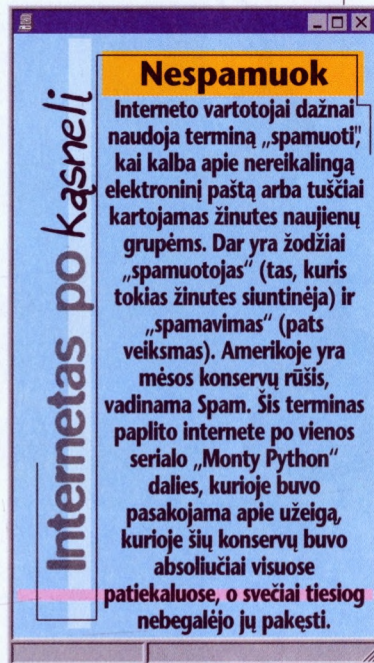 Internetas po kąsnelį
Nespamuok
Interneto vartotojai dažnai
naudoja terminą „spamuoti”,
kai kalba apie nereikalingą
elektroninį paštą arba tuščiai
kartojamas žinutes naujienų
grupėms. Dar yra žodžiai
„spamuotojas“ (tas, kuris
tokias žinutes siuntinėja) ir
„spamavimas“ (pats
veiksmas). Amerikoje yra
mėsos konservų rūšis,
vadinama Spam. Šis terminas
paplito internete po vienos
serialo „Monty Python“
dalies, kurioje buvo
pasakojama apie užeigą,
kurioje šių konservų buvo
absoliučiai visuose
patiekaluose, o svečiai tiesiog
nebegalėjo jų pakęsti.